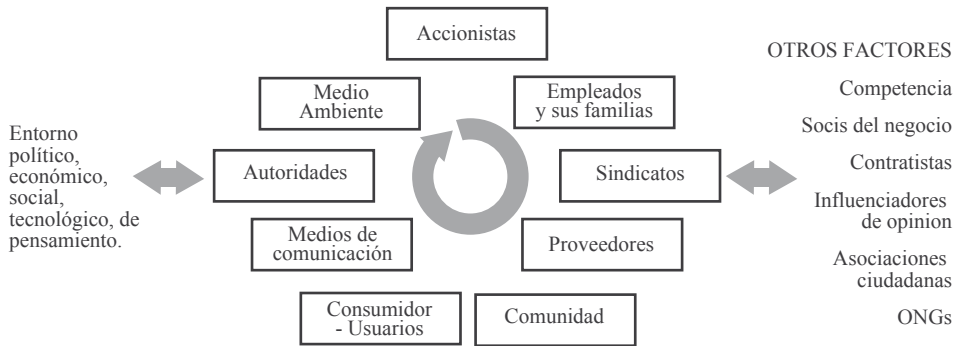 Accionistas
Medio
Ambiente
Empleados
y sus familias
Entorno
político,
económico,
social,
tecnológico, de
pensamiento.
Autoridades
Sindicatos
Medios de
comunicación
Proveedores
Consumidor
- Usuarios
Comunidad
OTROS FACTORES
Competencia
Socis del negocio
Contratistas
Influenciadores
de opinion
Asociaciones
ciudadanas
ONGs